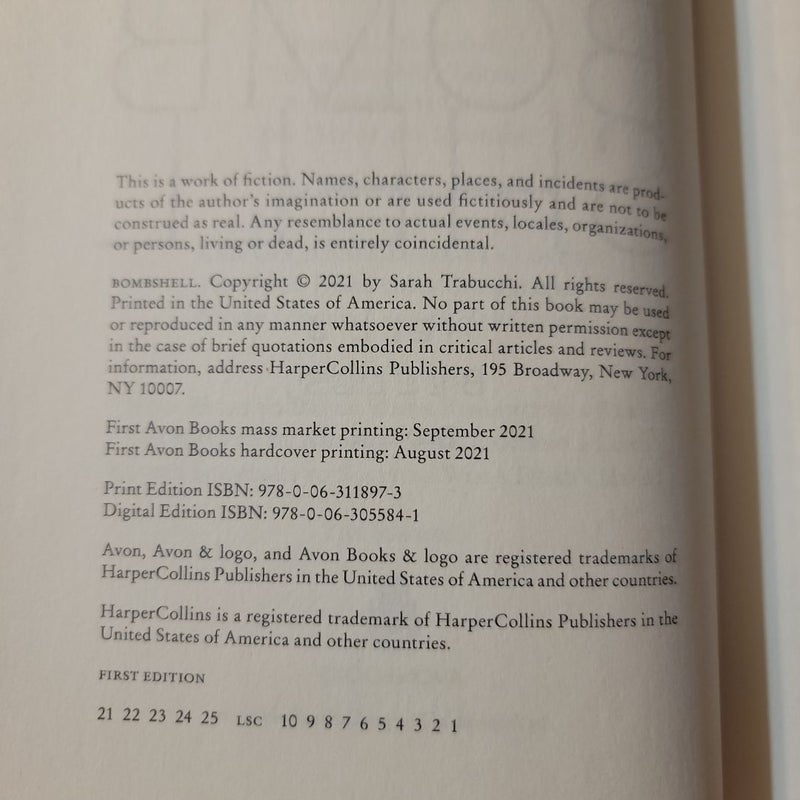 This is a work of fiction. Names, characters, places, and incidents are prod-
ucts of the author's imagination or are used fictitiously and are not to be
construed as real. Any resemblance to actual events, locales, organizations,
or persons, living or dead, is entirely coincidental.
BOMBSHELL. Copyright © 2021 by Sarah Trabucchi. All rights reserved.
Printed in the United States of America. No part of this book may be used
or reproduced in any manner whatsoever without written permission except
in the case of brief quotations embodied in critical articles and reviews. For
information, address HarperCollins Publishers, 195 Broadway, New York,
NY 10007.
First Avon Books mass market printing: September 2021
First Avon Books hardcover printing: August 2021
Print Edition ISBN: 978-0-06-311897-3
Digital Edition ISBN: 978-0-06-305584-1
Avon, Avon & logo, and Avon Books & logo are registered trademarks of
HarperCollins Publishers in the United States of America and other countries.
HarperCollins is a registered trademark of HarperCollins Publishers in the
United States of America and other countries.
FIRST EDITION
21 22 23 24 25 LSC 10 9 8 7 6 5 4 3 2 1